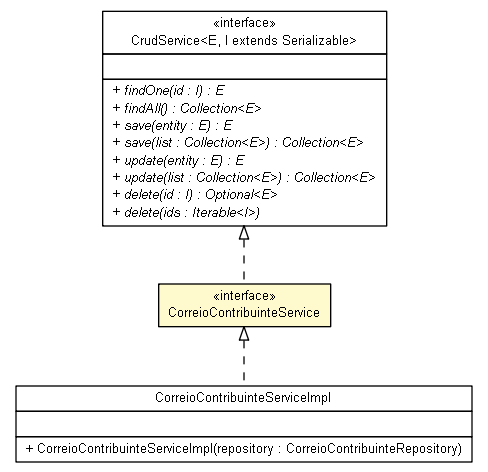 «interface»
CrudService<E, I extends Serializable>
+ findOne(id : I) : E
+ findAll() : Collection<E>
+ save(entity : E) : E
+ save(list : Collection<E>) : Collection<E>
+ update(entity : E) : E
+ update(list : Collection<E>) : Collection<E>
+ delete(id : I) : Optional<E>
+ delete(ids : Iterable<I>)
«interface»
CorreioContribuinteService
CorreioContribuinteServiceImpl
+ CorreioContribuinteServiceImpl(repository : CorreioContribuinteRepository)